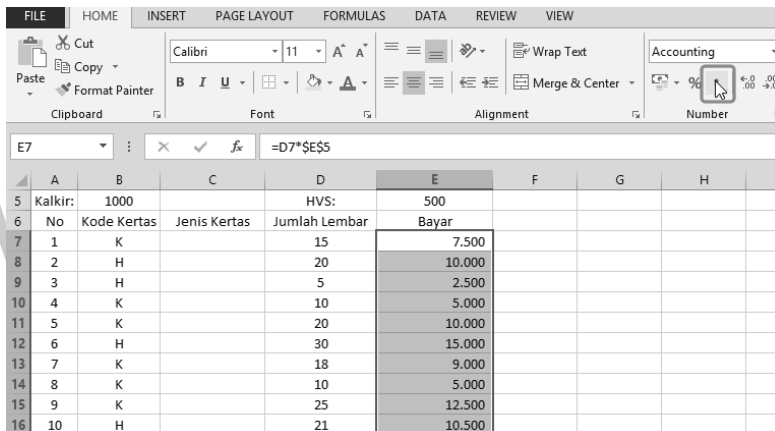 FILE HOME INSERT PAGE LAYOUT FORMULAS DATA REVIEW VIEW
Cut
Copy
Format Painter
Paste
Clipboard
Calibri 11 A A
B I U A
Font
Wrap Text
Merge & Center
Alignment
Accounting
% .00
Number
E7 fx =D7*$E$5
A B C D E F G H
5 Kalkir: 1000 HVS: 500
6 No Kode Kertas Jenis Kertas Jumlah Lembar Bayar
7 1 K 15 7.500
8 2 H 20 10.000
9 3 H 5 2.500
10 4 K 10 5.000
11 5 K 20 10.000
12 6 H 30 15.000
13 7 K 18 9.000
14 8 K 10 5.000
15 9 K 25 12.500
16 10 H 21 10.500